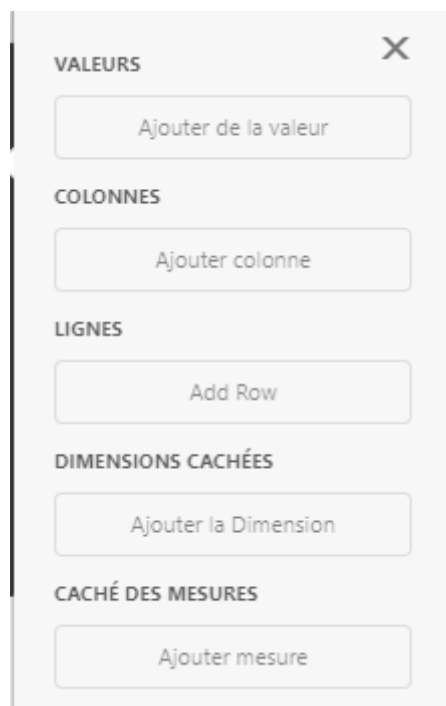 VALEURS
Ajouter de la valeur
COLONNES
Ajouter colonne
LIGNES
Add Row
DIMENSIONS CACHÉES
Ajouter la Dimension
CACHÉ DES MESURES
Ajouter mesure